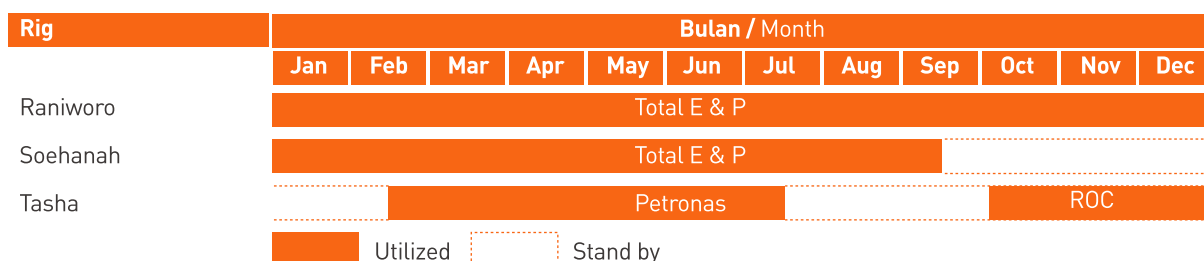 Rig Bulan / Month
Jan Feb Mar Apr May Jun Jul Aug Sep Oct Nov Dec
Raniworo Total E & P
Soehanah Total E & P
Tasha Petronas ROC
Utilized Stand by